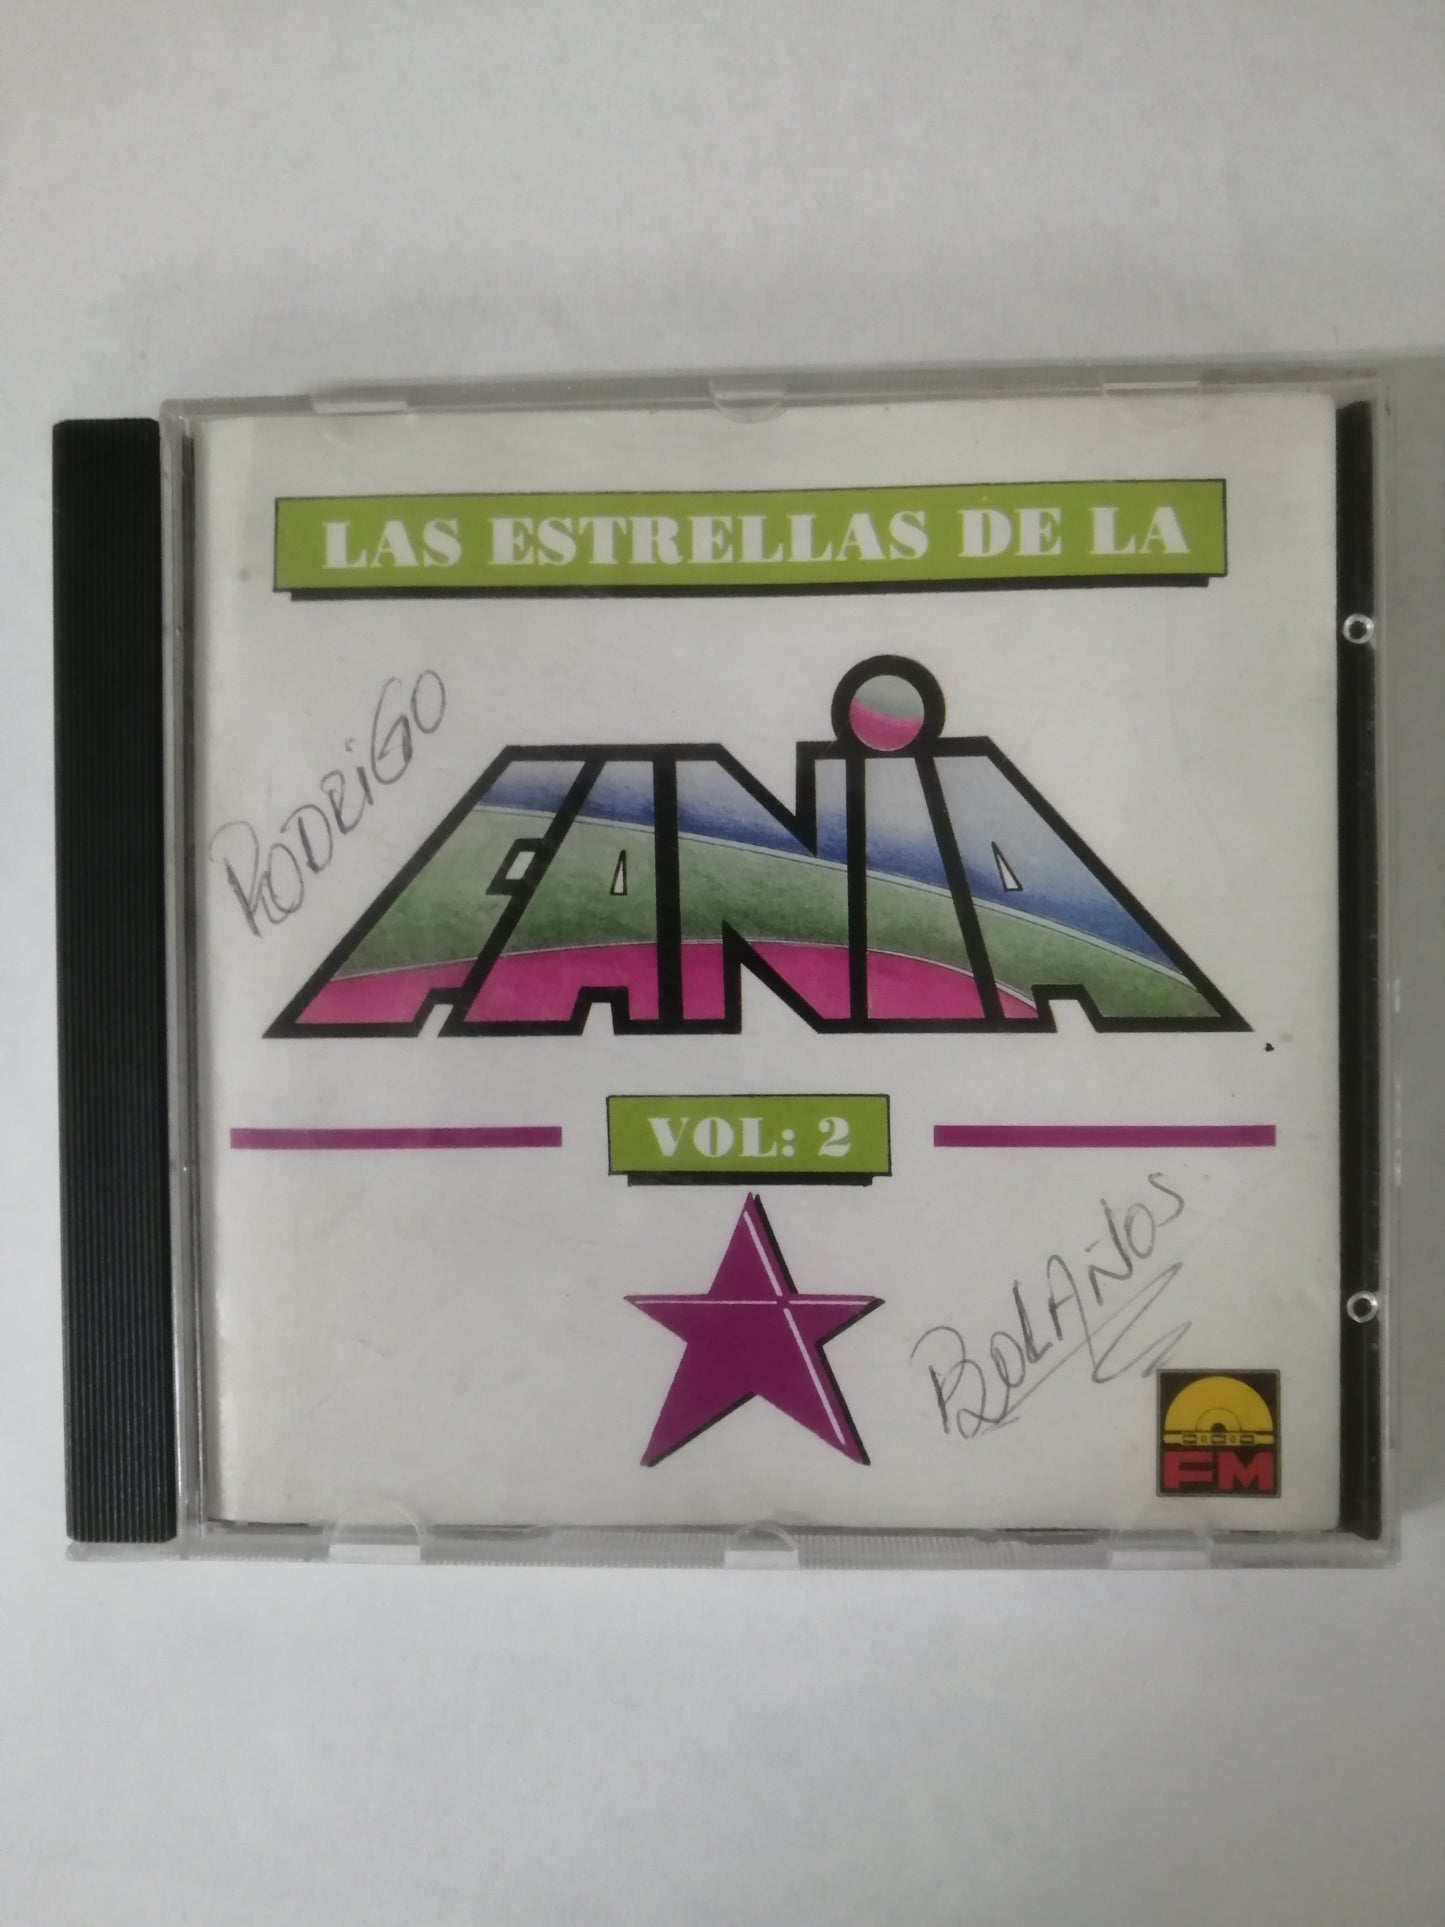 LAS ESTRELLAS DE LA
RODRiGO
FANiA
VOL: 2
BOLAÑOS
FM